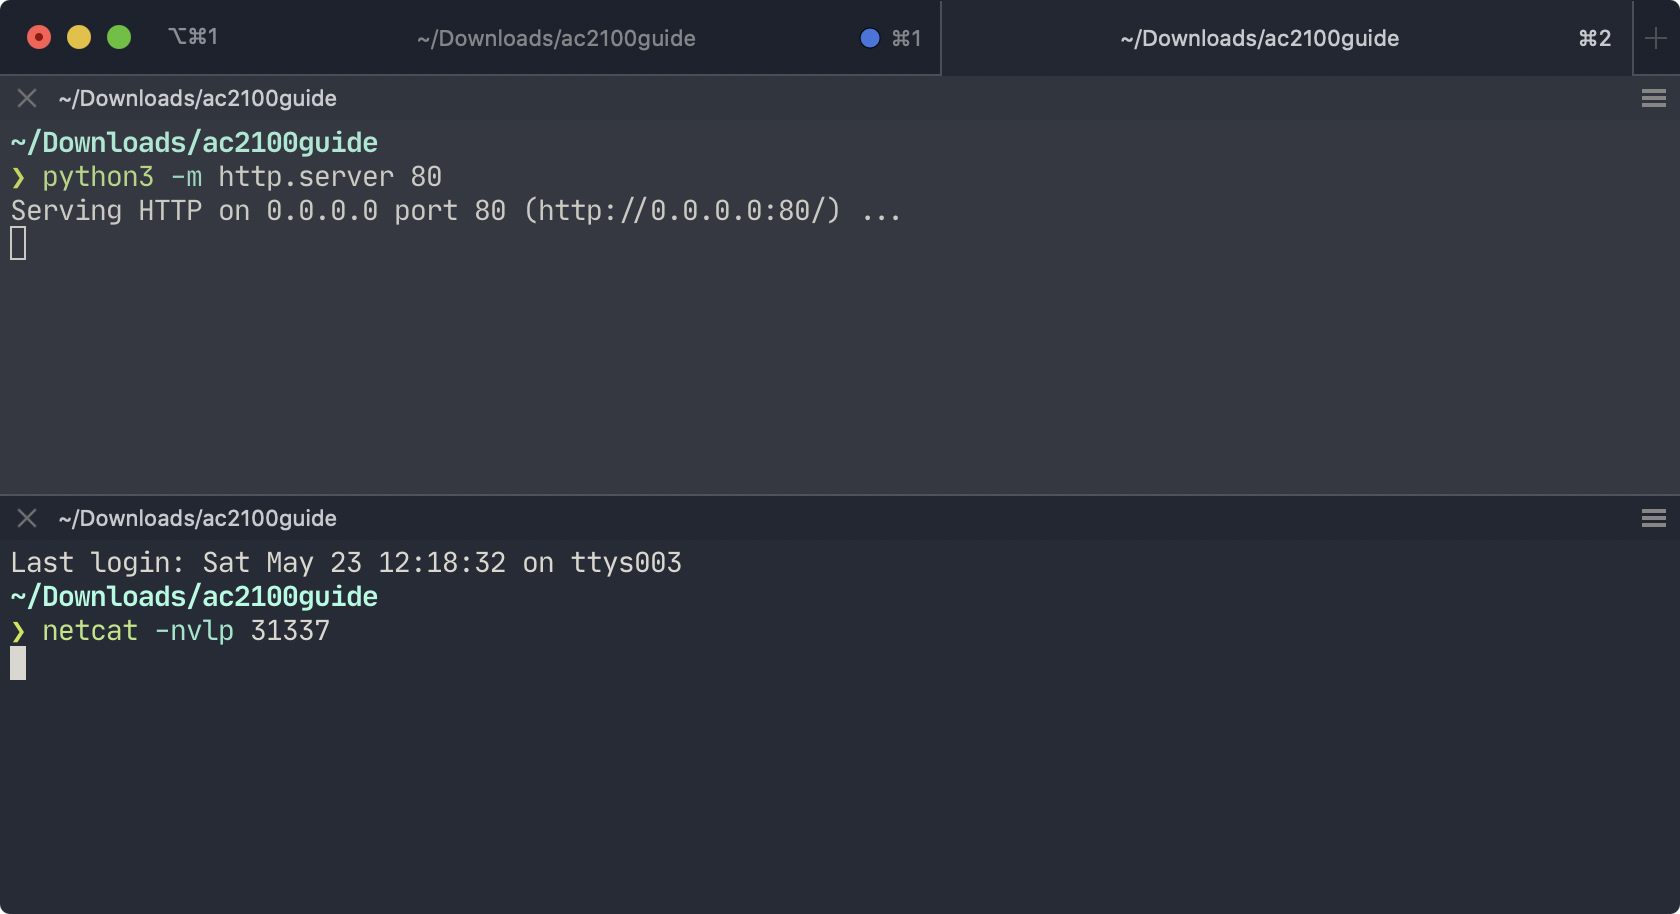 ⌥⌘1 ~/Downloads/ac2100guide ⌘1 ~/Downloads/ac2100guide ⌘2
~/Downloads/ac2100guide
~/Downloads/ac2100guide
❯ python3 -m http.server 80
Serving HTTP on 0.0.0.0 port 80 (http://0.0.0.0:80/) ...
~/Downloads/ac2100guide
Last login: Sat May 23 12:18:32 on ttys003
~/Downloads/ac2100guide
❯ netcat -nvlp 31337